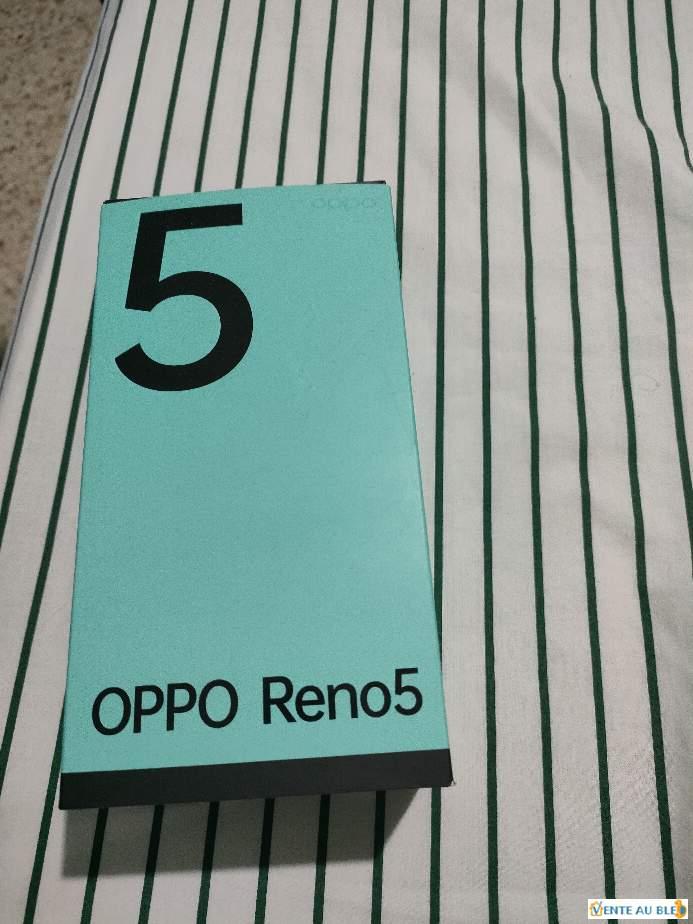 oppo
5
OPPO Reno5
VENTE AU BLED